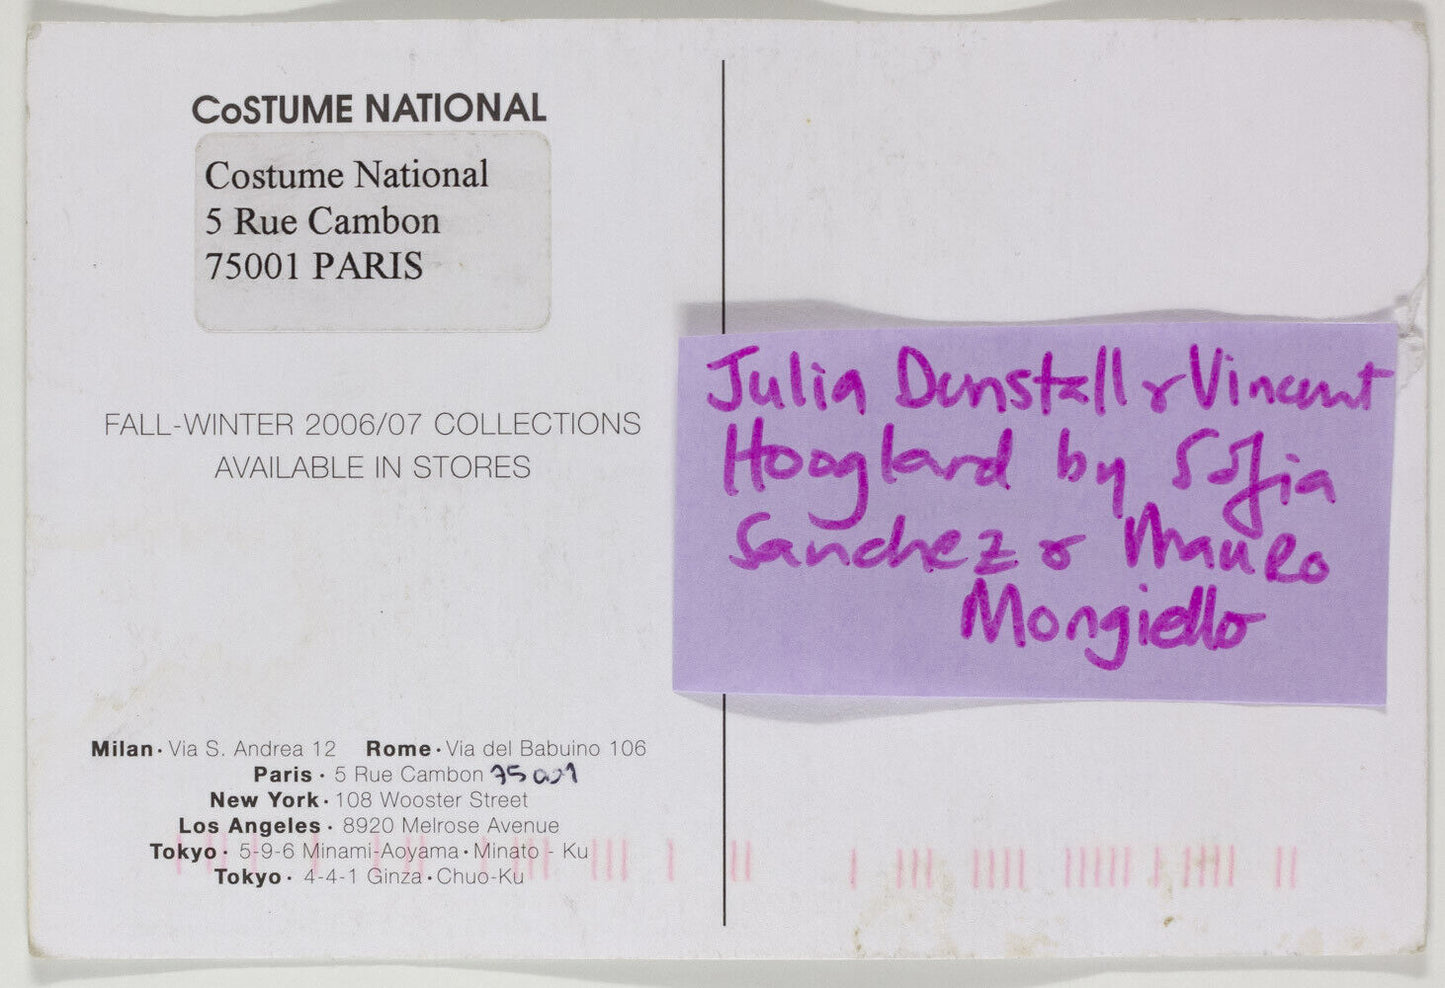 CoSTUME NATIONAL
Costume National
5 Rue Cambon
75001 PARIS
FALL-WINTER 2006/07 COLLECTIONS
AVAILABLE IN STORES
Milan · Via S. Andrea 12 Rome · Via del Babuino 106
Paris · 5 Rue Cambon 75001
New York · 108 Wooster Street
Los Angeles · 8920 Melrose Avenue
Tokyo · 5-9-6 Minami-Aoyama · Minato - Ku
Tokyo · 4-4-1 Ginza · Chuo-Ku
Julia Dunstall & Vincent
Hoogland by Sofia
Sanchez & Mauro
Mongiello